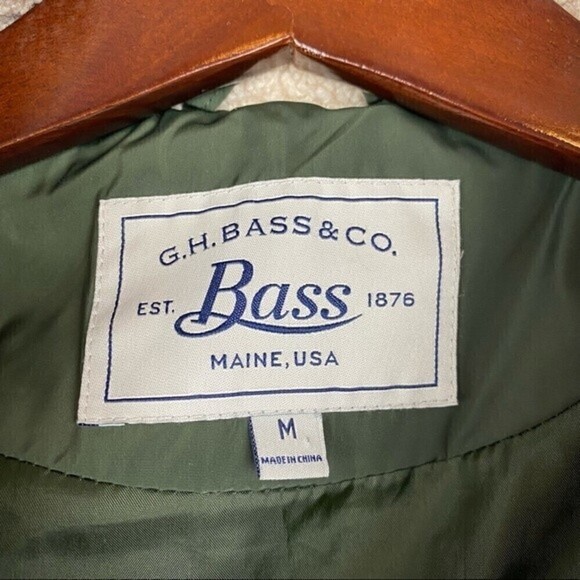 G.H. BASS & CO.
EST. Bass 1876
MAINE, USA
M
MADE IN CHINA